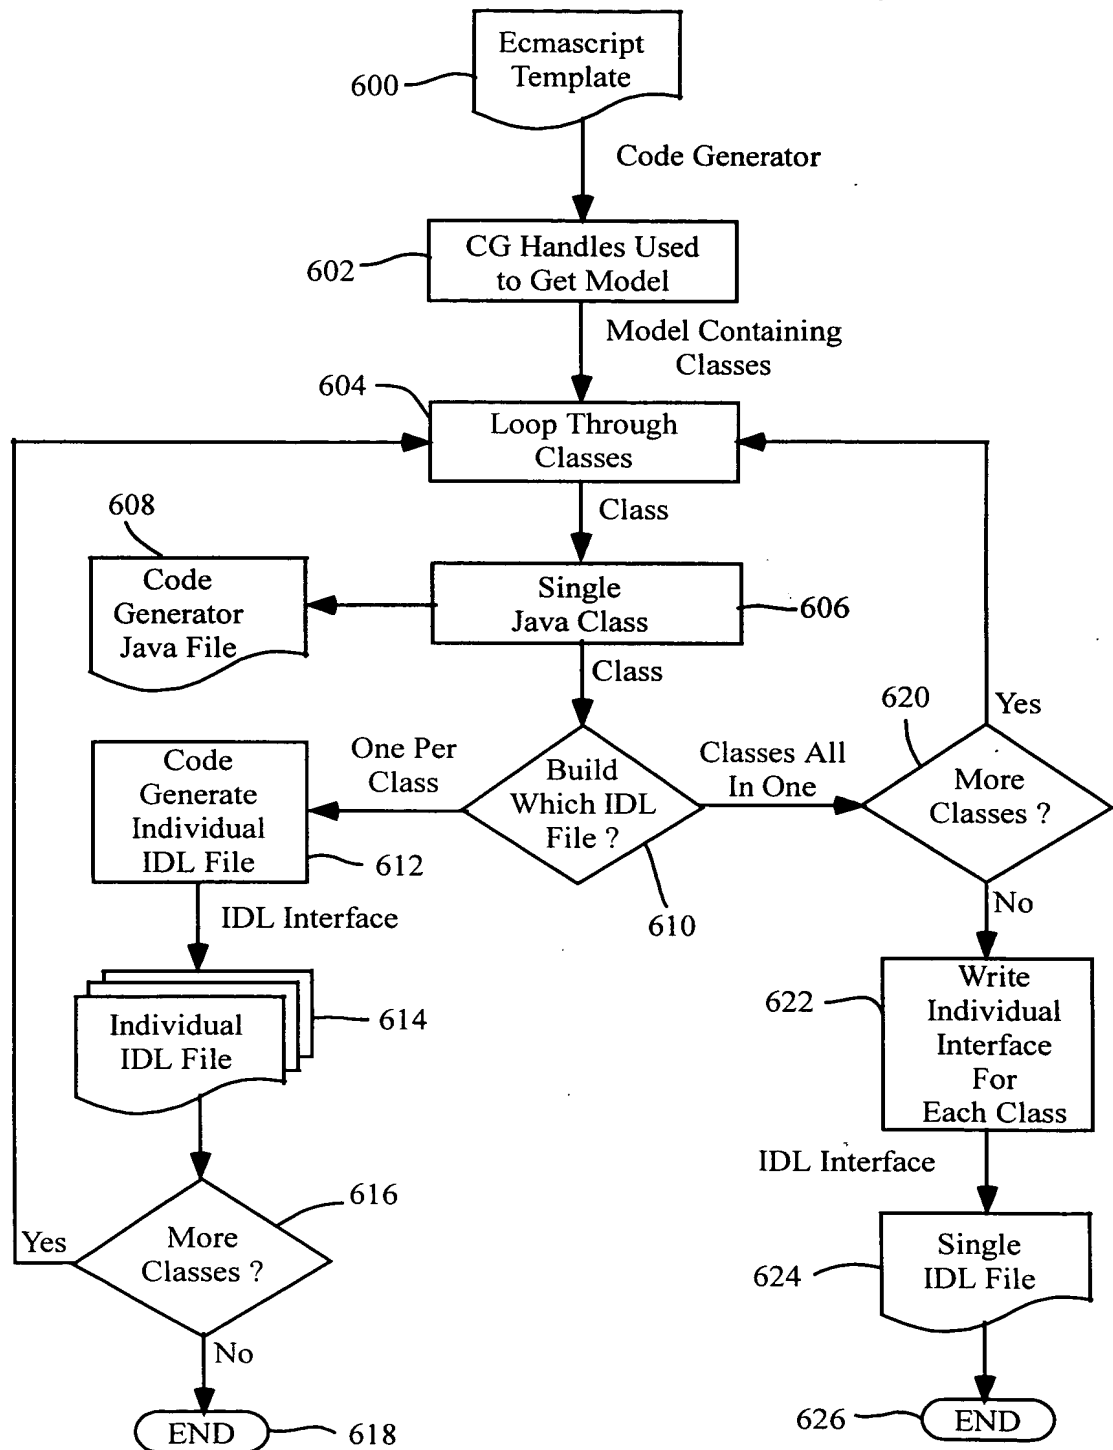 Ecmascript
Template
600
Code Generator
CG Handles Used
to Get Model
602
Model Containing
Classes
604
Loop Through
Classes
Class
608
Code
Generator
Java File
Single
Java Class
606
Class
620
Yes
One Per
Class
Classes All
In One
Code
Generate
Individual
IDL File
612
Build
Which IDL
File ?
610
More
Classes ?
No
IDL Interface
Individual
IDL File
614
622
Write
Individual
Interface
For
Each Class
IDL Interface
616
Yes
More
Classes ?
Single
IDL File
624
No
END
618
END
626